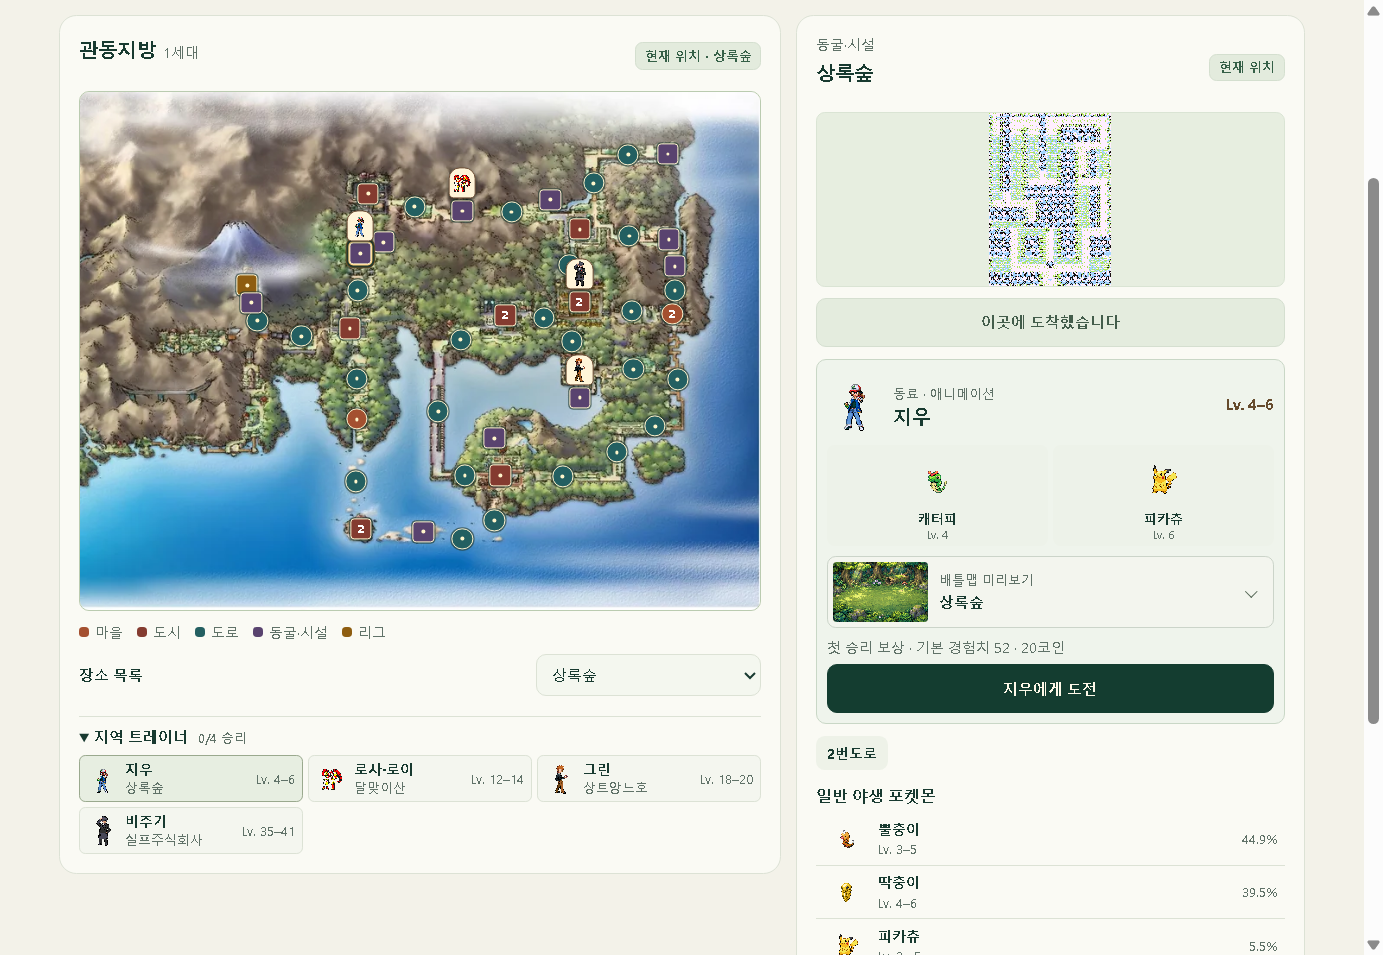 관동지방 1세대
현재 위치 · 상록숲
2
2
2
2
마을
도시
도로
동굴·시설
리그
장소 목록
상록숲
▼ 지역 트레이너 0/4 승리
지우
상록숲
Lv. 4–6
로사·로이
달맞이산
Lv. 12–14
그린
상트앙느호
Lv. 18–20
비주기
실프주식회사
Lv. 35–41
동굴·시설
상록숲
현재 위치
이곳에 도착했습니다
동료 · 애니메이션
지우
Lv. 4–6
캐터피
Lv. 4
피카츄
Lv. 6
배틀맵 미리보기
상록숲
첫 승리 보상 · 기본 경험치 52 · 20코인
지우에게 도전
2번도로
일반 야생 포켓몬
뿔충이
Lv. 3–5
44.9%
딱충이
Lv. 4–6
39.5%
피카츄
5.5%